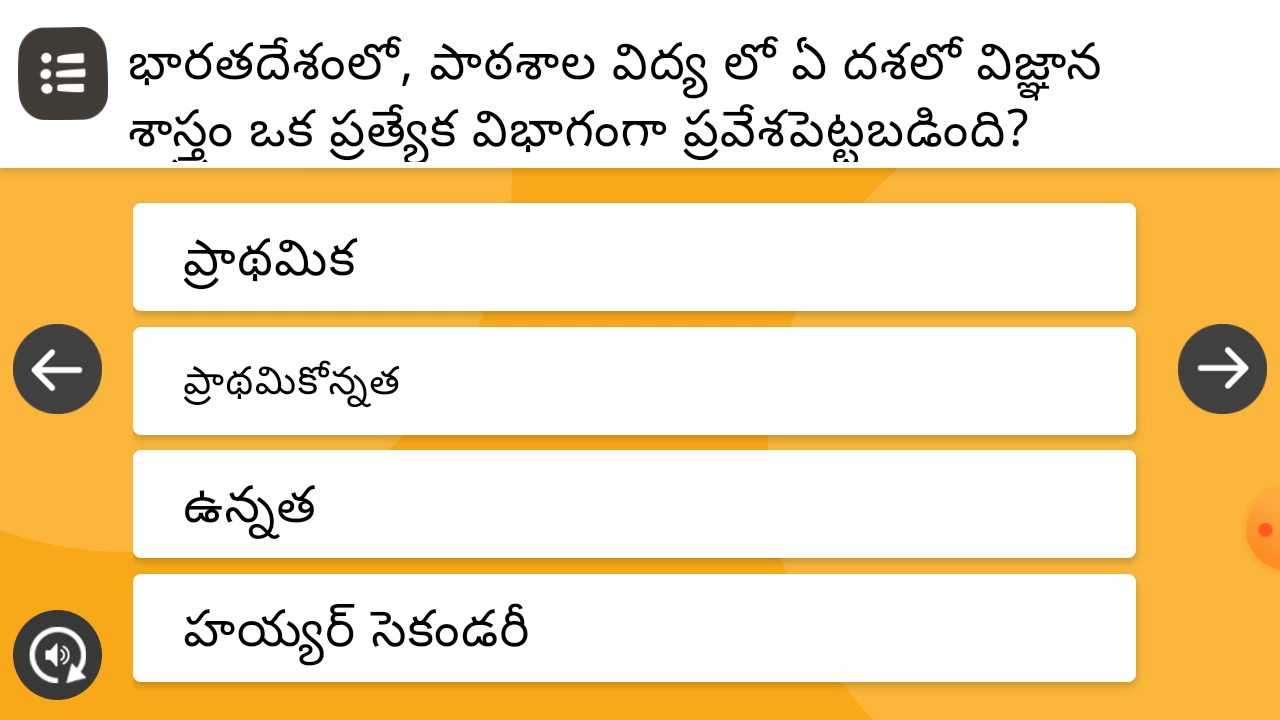 భారతదేశంలో, పాఠశాల విద్య లో ఏ దశలో విజ్ఞాన
శాస్త్రం ఒక ప్రత్యేక విభాగంగా ప్రవేశపెట్టబడింది?
ప్రాథమిక
ప్రాథమికోన్నత
ఉన్నత
హయ్యర్ సెకండరీ